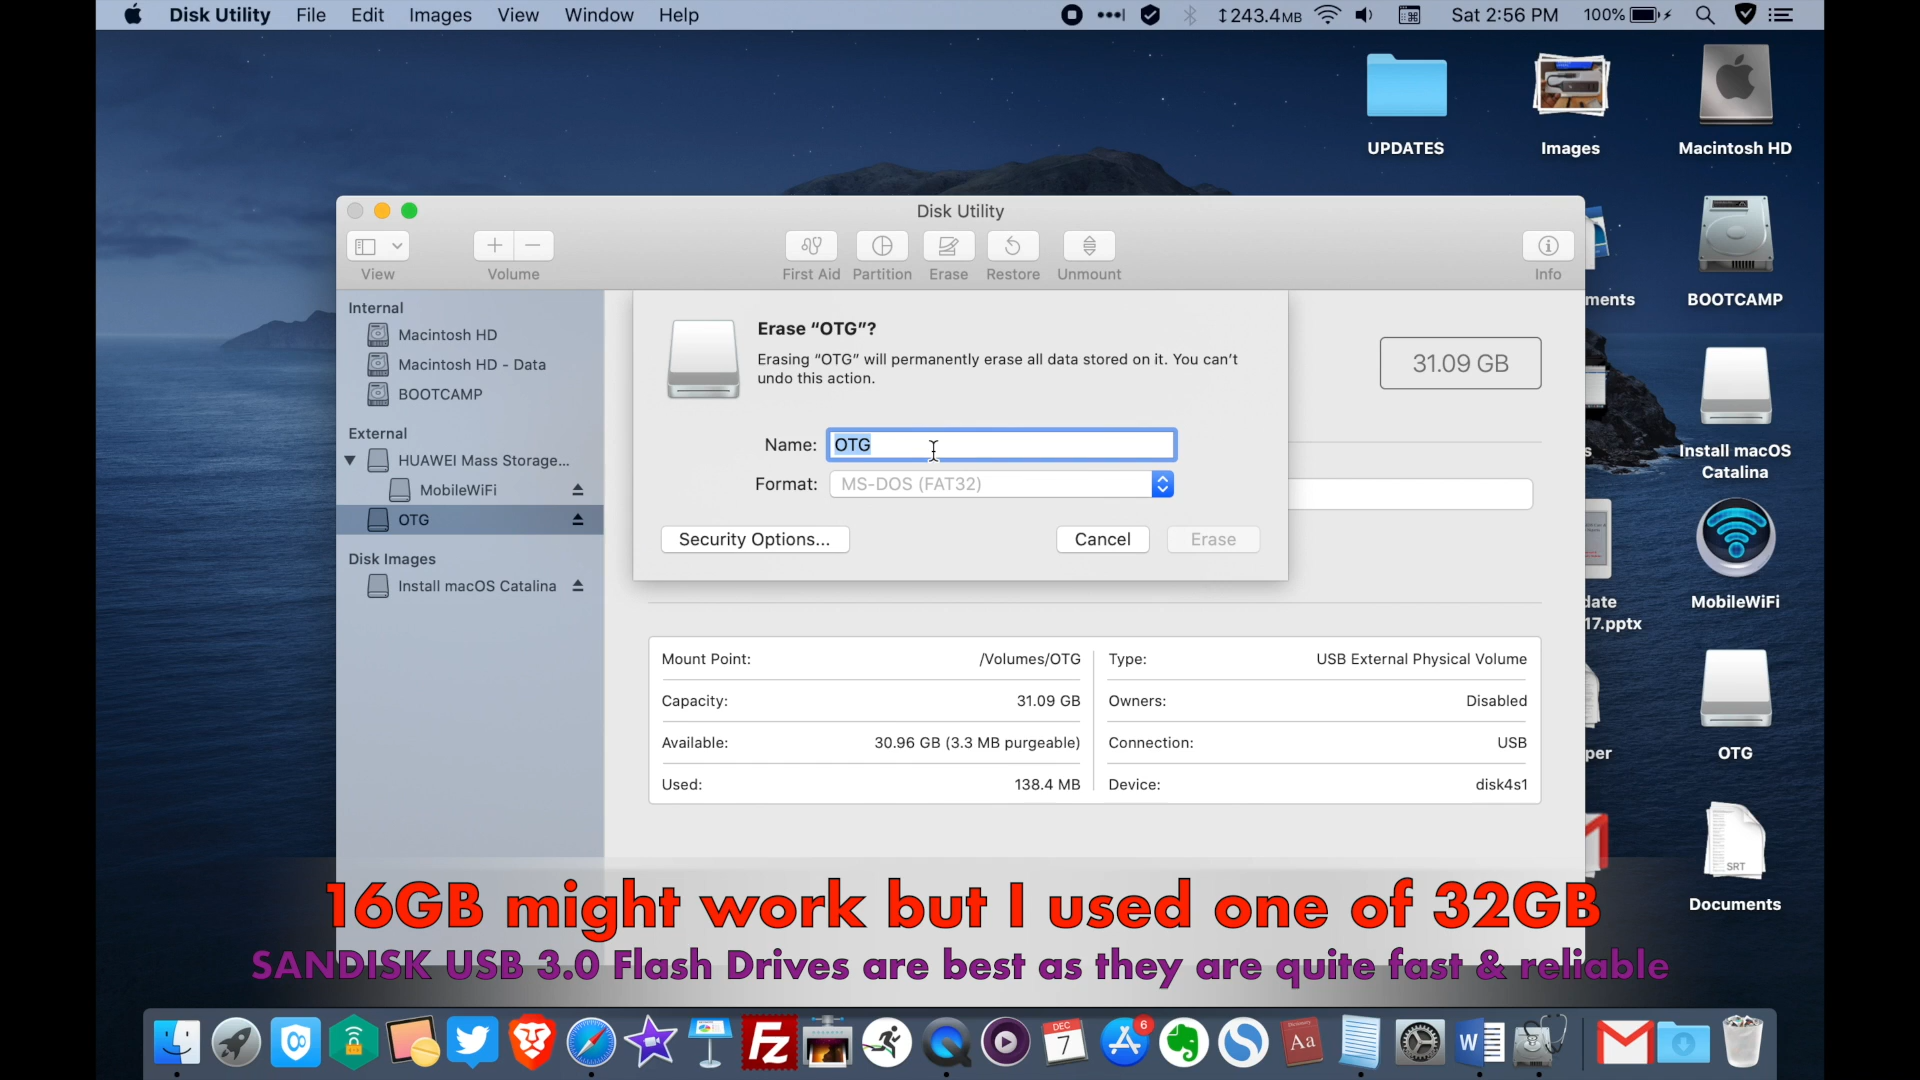 Disk Utility File Edit Images View Window Help
243.4MB Sat 2:56 PM 100%
UPDATES Images Macintosh HD
Disk Utility
View Volume First Aid Partition Erase Restore Unmount Info
Internal
Macintosh HD
Macintosh HD - Data
BOOTCAMP
External
HUAWEI Mass Storage...
MobileWiFi
OTG
Disk Images
Install macOS Catalina
Erase “OTG”?
Erasing “OTG” will permanently erase all data stored on it. You can’t
undo this action.
Name: OTG
Format: MS-DOS (FAT32)
Security Options... Cancel Erase
31.09 GB
Mount Point: /Volumes/OTG
Capacity: 31.09 GB
Available: 30.96 GB (3.3 MB purgeable)
Used: 138.4 MB
Type: USB External Physical Volume
Owners: Disabled
Connection: USB
Device: disk4s1
ments BOOTCAMP
s Install macOS
Catalina
date MobileWiFi
17.pptx
per OTG
SRT
Documents
16GB might work but I used one of 32GB
SANDISK USB 3.0 Flash Drives are best as they are quite fast & reliable
Fz
DEC
7
6
Aa
W